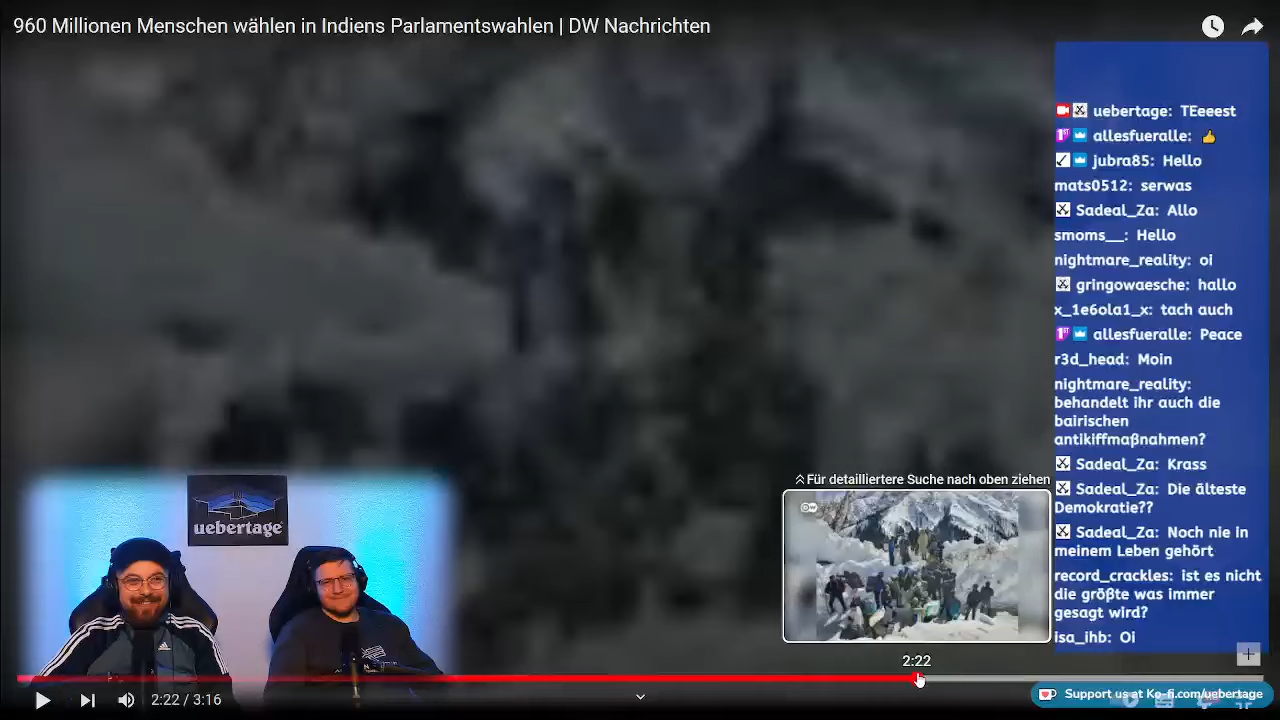 960 Millionen Menschen wählen in Indiens Parlamentswahlen | DW Nachrichten
uebertage: TEeeest
allesfueralle: 👍
jubra85: Hello
mats0512: serwas
Sadeal_Za: Allo
smoms__: Hello
nightmare_reality: oi
gringowaesche: hallo
x_1e6ola1_x: tach auch
allesfueralle: Peace
r3d_head: Moin
nightmare_reality:
behandelt ihr auch die
bairischen
antikiffmaßnahmen?
Sadeal_Za: Krass
Sadeal_Za: Die älteste
Demokratie??
Sadeal_Za: Noch nie in
meinem Leben gehört
record_crackles: ist es nicht
die größte was immer
gesagt wird?
isa_ihb: Oi
Für detailliertere Suche nach oben ziehen
DW
uebertage
2:22
2:22 / 3:16
Support us at Ko-fi.com/uebertage